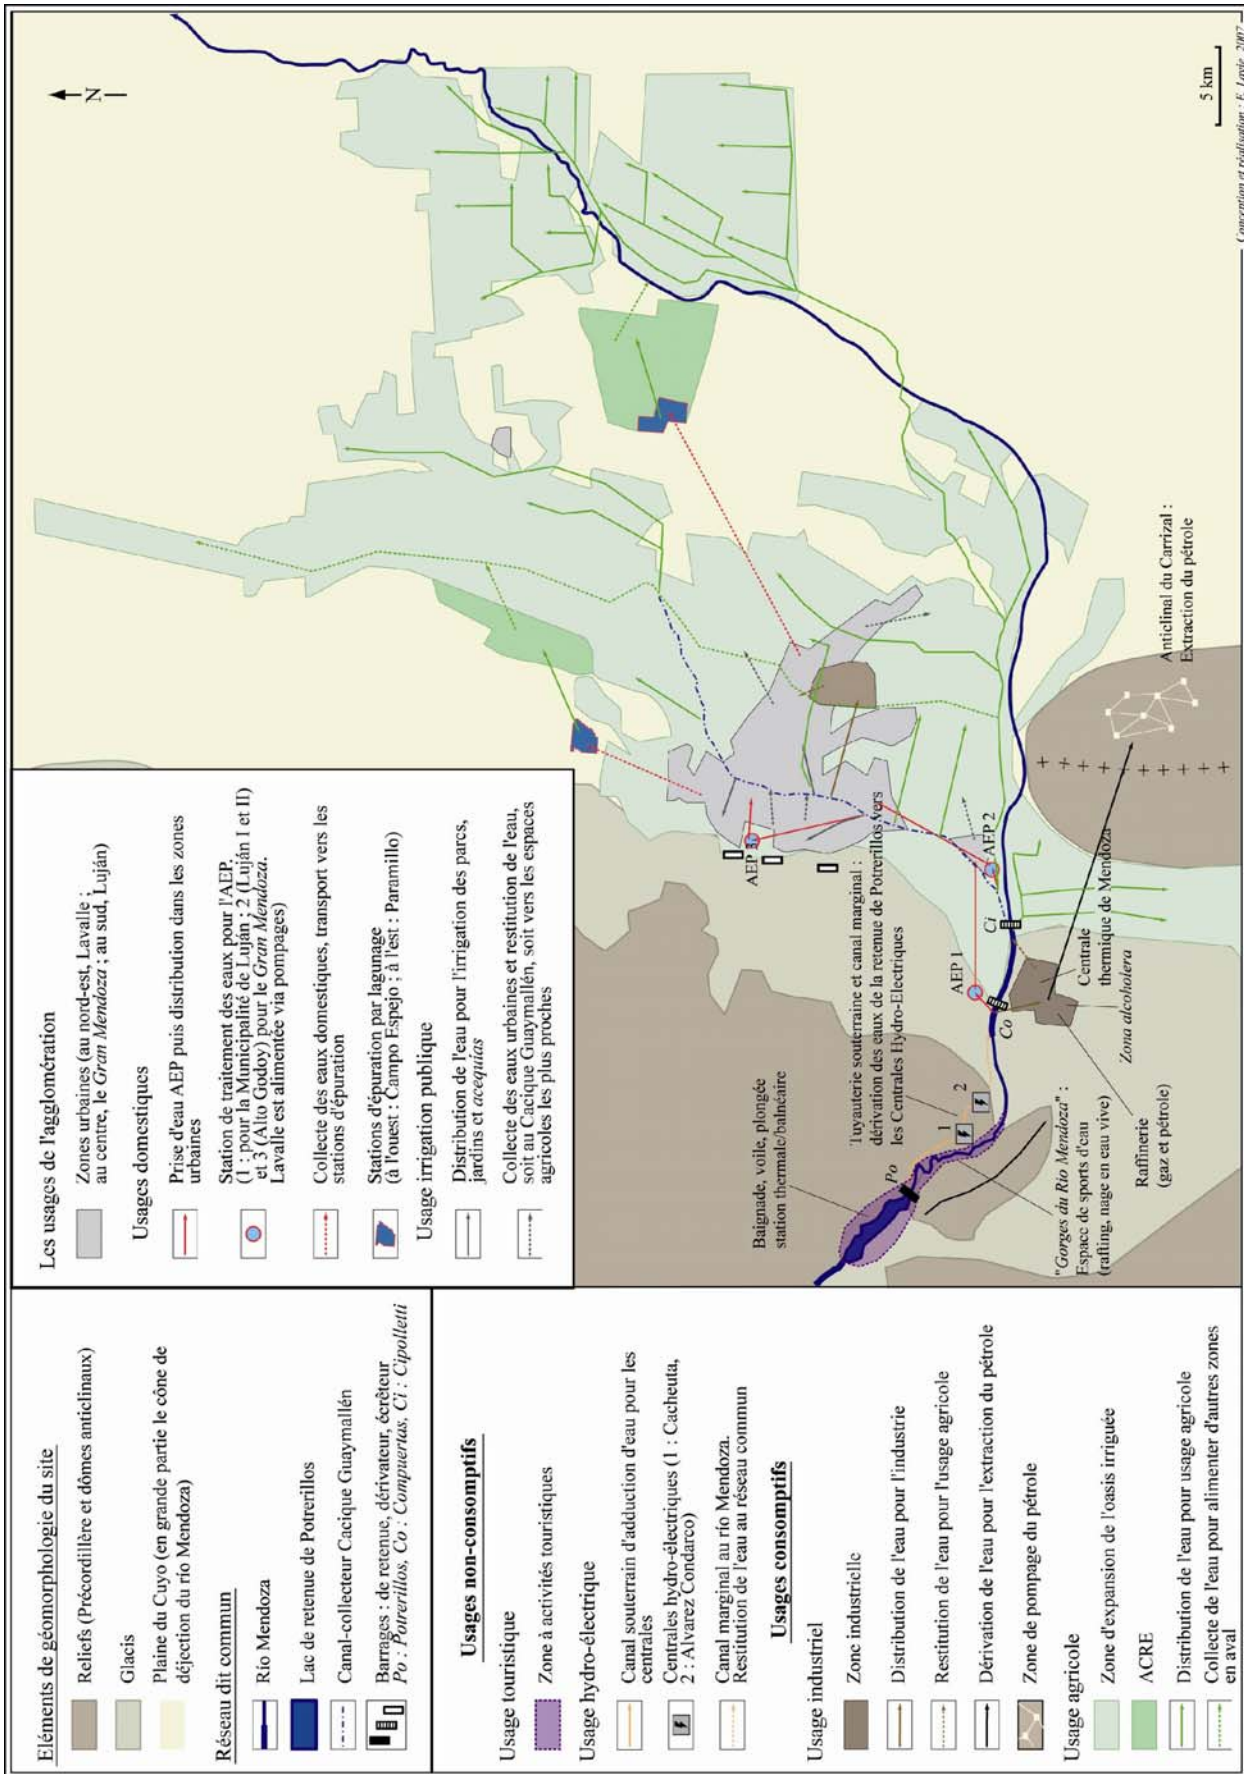 Eléments de géomorphologie du site
Reliefs (Précordillère et dômes anticlinaux)
Glacis
Plaine du Cuyo (en grande partie le cône de
déjection du río Mendoza)
Réseau dit commun
Río Mendoza
Lac de retenue de Potrerillos
Canal-collecteur Cacique Guaymallén
Barrages : de retenue, dérivateur, écrêteur
Po : Potrerillos, Co : Compuertas, Ci : Cipolletti
Usages non-consomptifs
Usage touristique
Zone à activités touristiques
Usage hydro-électrique
Canal souterrain d'adduction d'eau pour les
centrales
Centrales hydro-électriques (1 : Cacheuta,
2 : Alvarez Condarco)
Canal marginal au río Mendoza.
Restitution de l'eau au réseau commun
Usages consomptifs
Usage industriel
Zone industrielle
Distribution de l'eau pour l'industrie
Restitution de l'eau pour l'usage agricole
Dérivation de l'eau pour l'extraction du pétrole
Zone de pompage du pétrole
Usage agricole
Zone d'expansion de l'oasis irriguée
ACRE
Distribution de l'eau pour usage agricole
Collecte de l'eau pour alimenter d'autres zones
en aval
Les usages de l'agglomération
Zones urbaines (au nord-est, Lavalle ;
au centre, le Gran Mendoza ; au sud, Luján)
Usages domestiques
Prise d'eau AEP puis distribution dans les zones
urbaines
Station de traitement des eaux pour l'AEP.
(1 : pour la Municipalité de Luján ; 2 (Luján I et II)
et 3 (Alto Godoy) pour le Gran Mendoza.
Lavalle est alimentée via pompages)
Collecte des eaux domestiques, transport vers les
stations d'épuration
Stations d'épuration par lagunage
(à l'ouest : Campo Espejo ; à l'est : Paramillo)
Usage irrigation publique
Distribution de l'eau pour l'irrigation des parcs,
jardins et acequias
Collecte des eaux urbaines et restitution de l'eau,
soit au Cacique Guaymallén, soit vers les espaces
agricoles les plus proches
N
5 km
Baignade, voile, plongée
station thermale/balnéaire
Tuyauterie souterraine et canal marginal :
dérivation des eaux de la retenue de Potrerillos vers
les Centrales Hydro-Electriques
AEP 3
AEP 1
AEP 2
Po
1
2
Co
Ci
"Gorges du Río Mendoza" :
Espace de sports d'eau
(rafting, nage en eau vive)
Raffinerie
(gaz et pétrole)
Zona alcoholera
Centrale
thermique de Mendoza
Anticlinal du Carrizal :
Extraction du pétrole
Conception et réalisation : E. Lavie, 2007